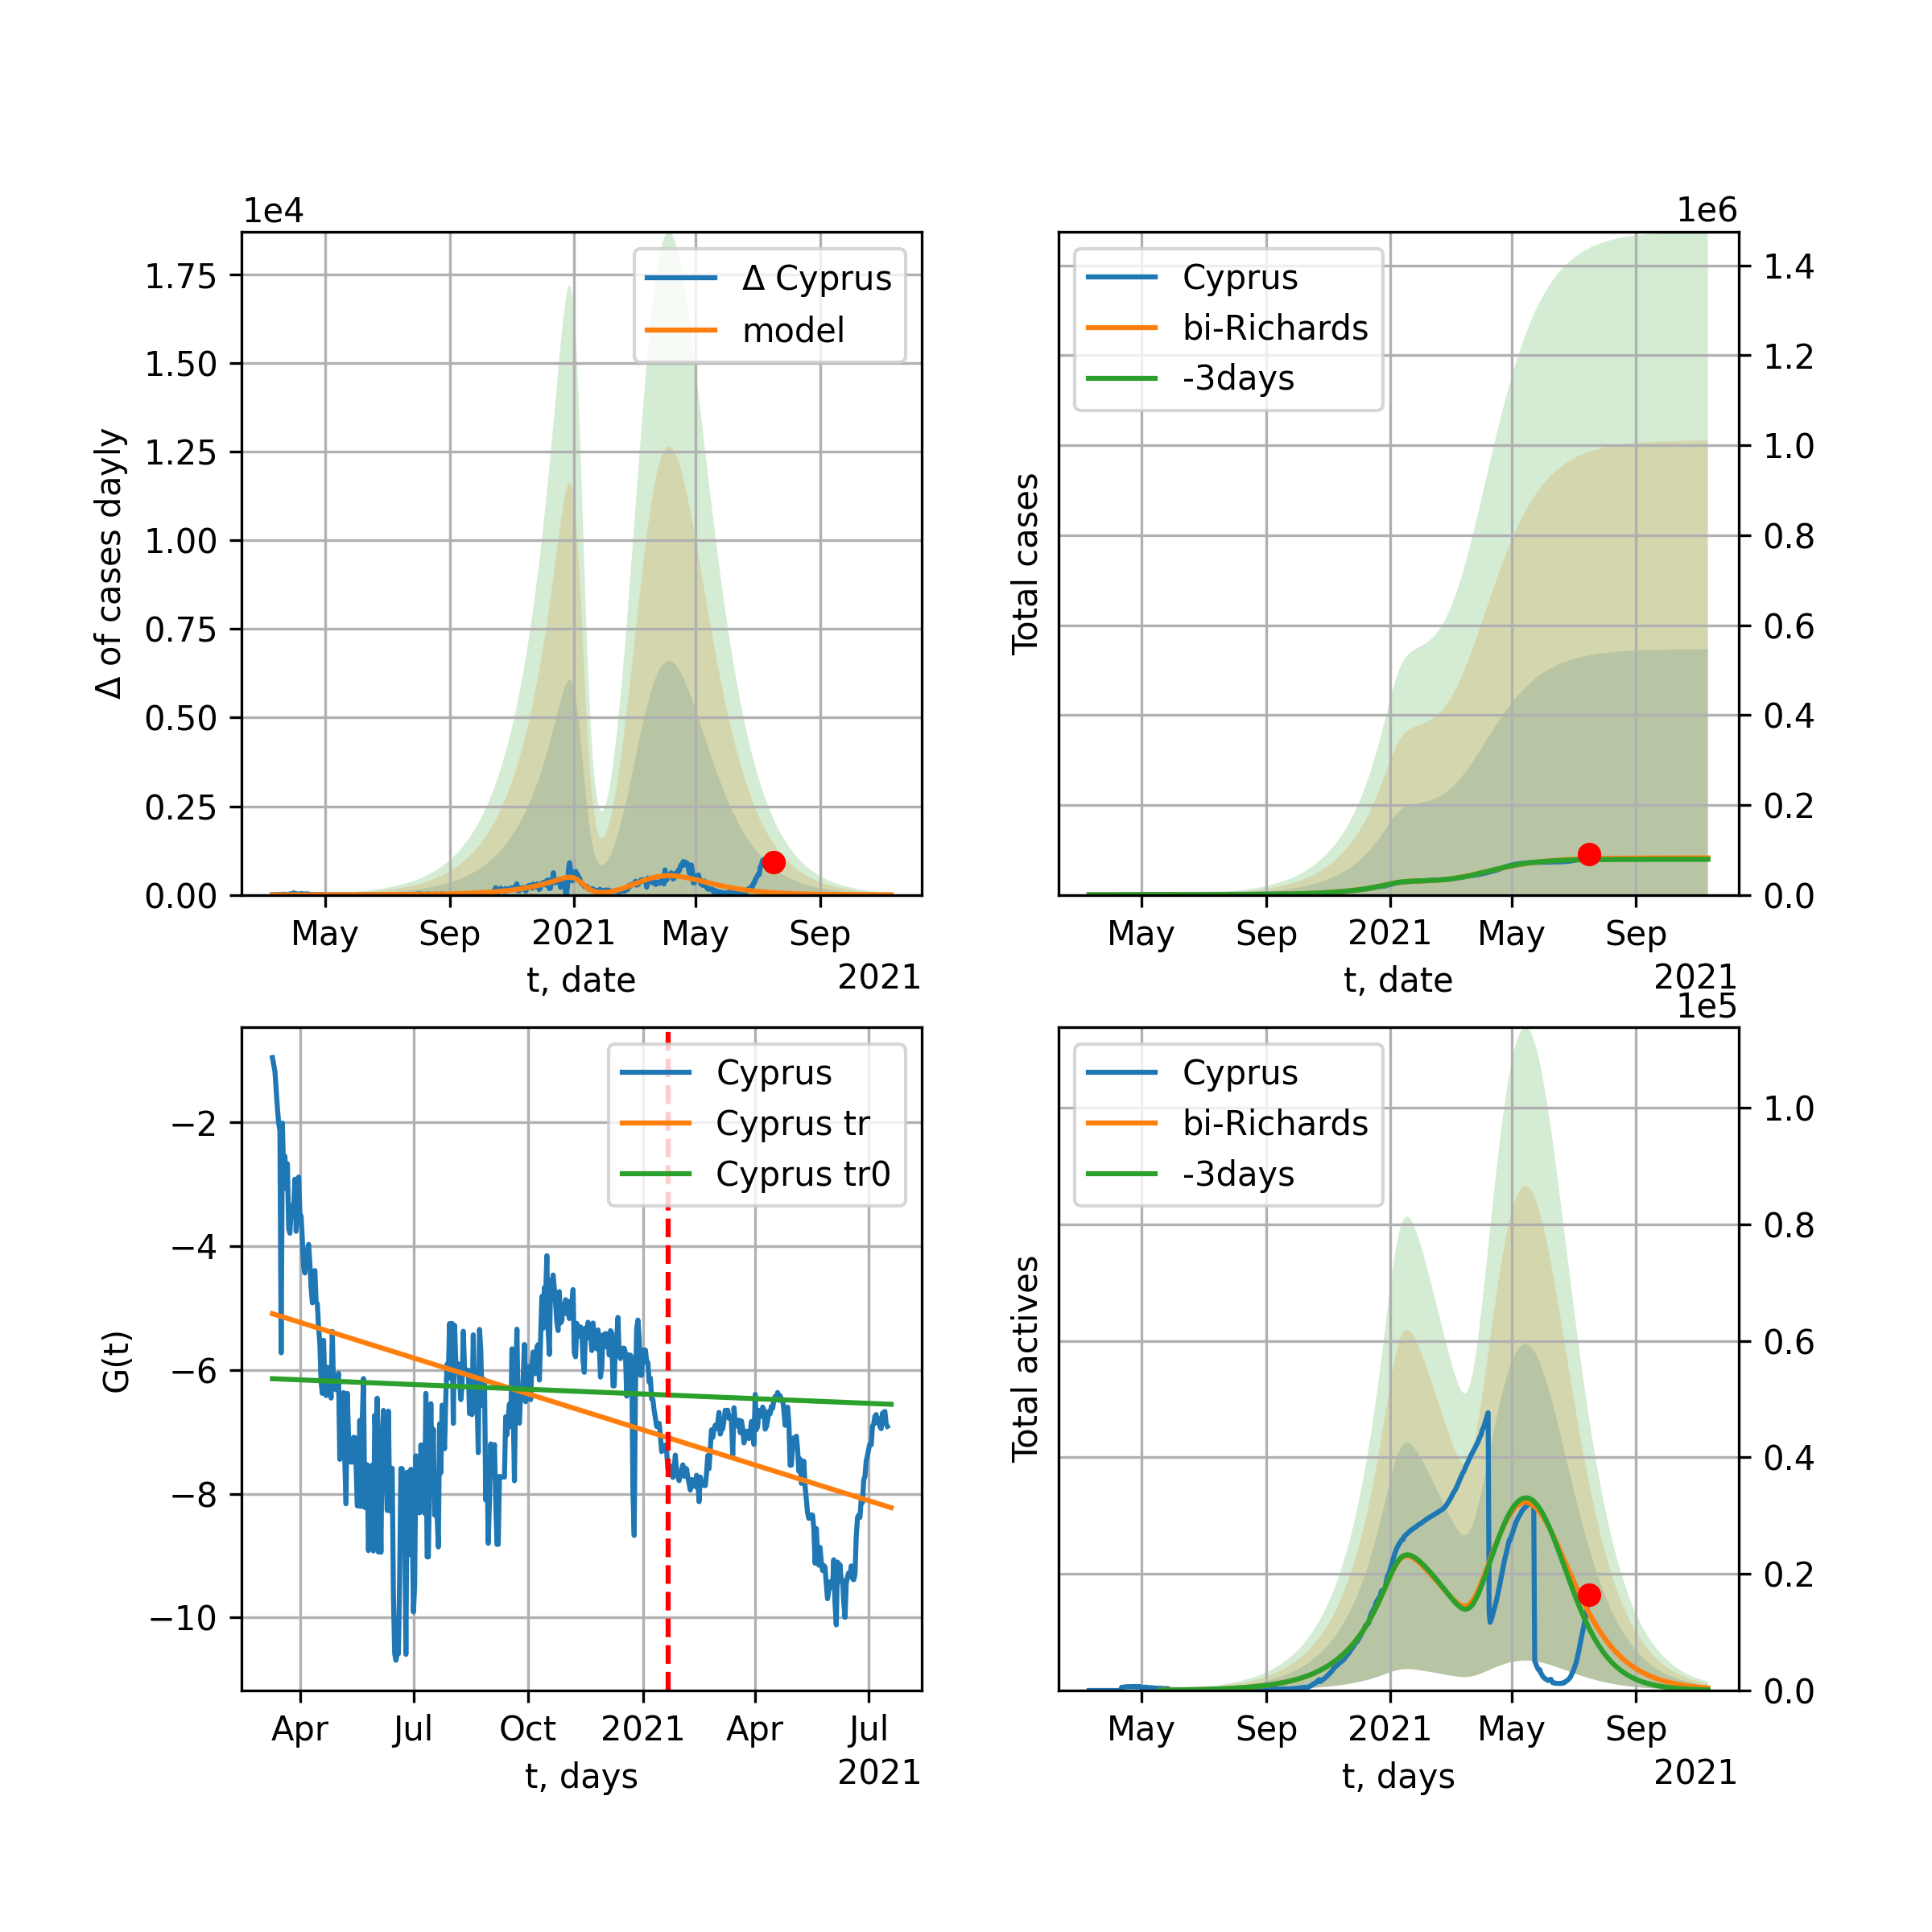 1e4
Δ of cases dayly
1.75
1.50
1.25
1.00
0.75
0.50
0.25
0.00
Δ Cyprus
model
May Sep 2021 May Sep
t, date
2021
1e6
Total cases
Cyprus
bi-Richards
-3days
1.4
1.2
1.0
0.8
0.6
0.4
0.2
0.0
May Sep 2021 May Sep
t, date
2021
G(t)
−2
−4
−6
−8
−10
Cyprus
Cyprus tr
Cyprus tr0
Apr Jul Oct 2021 Apr Jul
t, days
2021
1e5
Total actives
Cyprus
bi-Richards
-3days
1.0
0.8
0.6
0.4
0.2
0.0
May Sep 2021 May Sep
t, days
2021